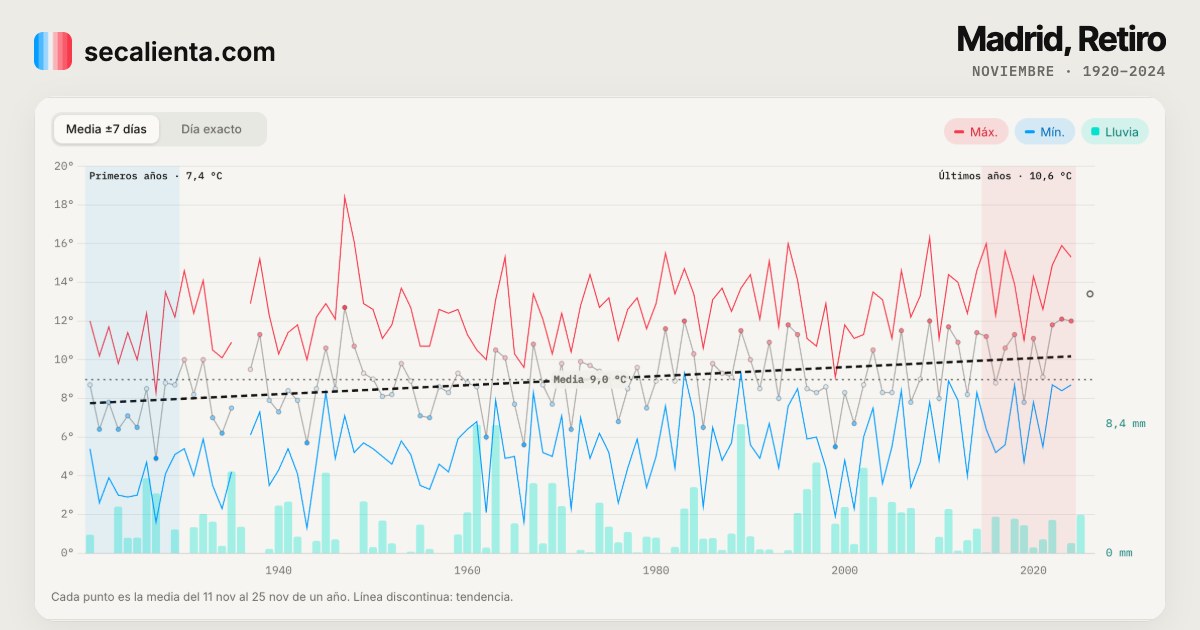 secalienta.com
Madrid, Retiro
NOVIEMBRE · 1920–2024
Media ±7 días
Día exacto
Máx.
Mín.
Lluvia
Primeros años · 7,4 °C
Últimos años · 10,6 °C
20°
18°
16°
14°
12°
10°
8°
6°
4°
2°
0°
Media 9,0 °C
8,4 mm
0 mm
1940
1960
1980
2000
2020
Cada punto es la media del 11 nov al 25 nov de un año. Línea discontinua: tendencia.